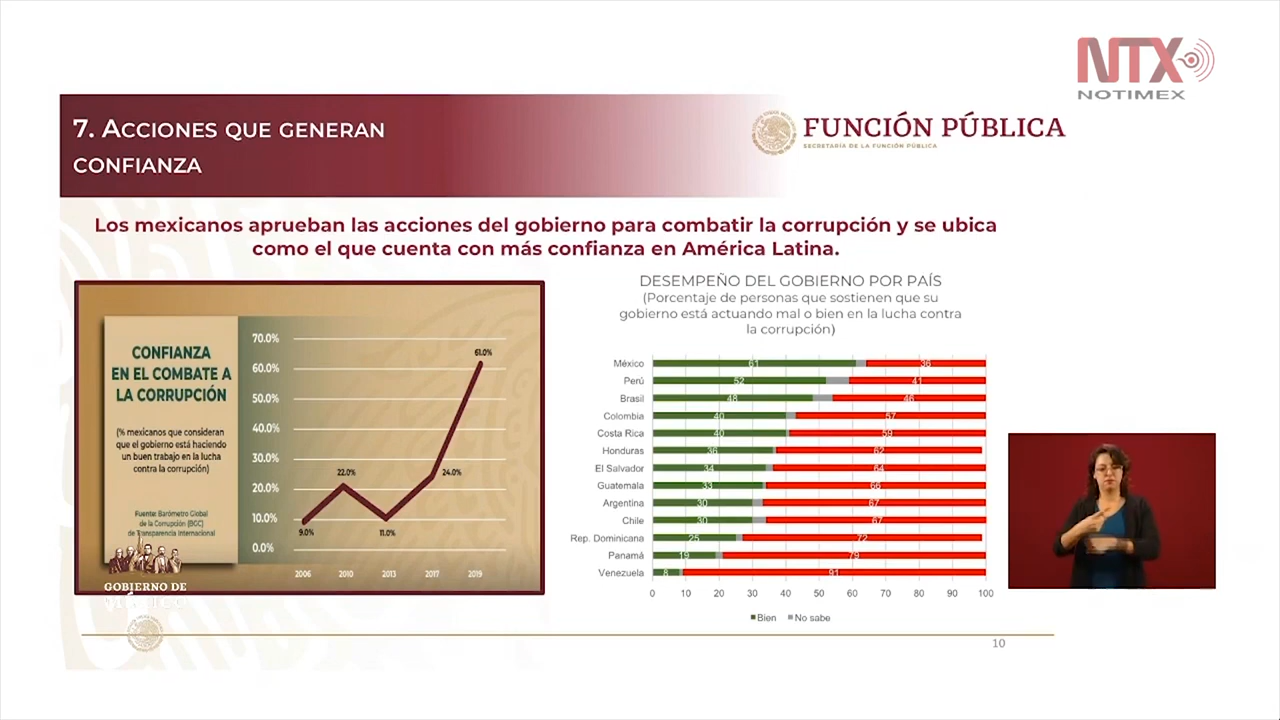 NTX
NOTIMEX
7. ACCIONES QUE GENERAN
CONFIANZA
FUNCIÓN PÚBLICA
SECRETARÍA DE LA FUNCIÓN PÚBLICA
Los mexicanos aprueban las acciones del gobierno para combatir la corrupción y se ubica
como el que cuenta con más confianza en América Latina.
CONFIANZA
EN EL COMBATE A
LA CORRUPCIÓN
(% mexicanos que consideran
que el gobierno está haciendo
un buen trabajo en la lucha
contra la corrupción)
Fuente: Barómetro Global
de la Corrupción (BGC)
de Transparencia Internacional
GOBIERNO DE
MÉXICO
70.0%
60.0%
50.0%
40.0%
30.0%
20.0%
10.0%
0.0%
9.0%
22.0%
11.0%
24.0%
61.0%
2006 2010 2013 2017 2019
DESEMPEÑO DEL GOBIERNO POR PAÍS
(Porcentaje de personas que sostienen que su
gobierno está actuando mal o bien en la lucha contra
la corrupción)
México 61 36
Perú 52 41
Brasil 48 46
Colombia 40 57
Costa Rica 40 59
Honduras 36 62
El Salvador 34 64
Guatemala 33 66
Argentina 30 67
Chile 30 67
Rep. Dominicana 25 72
Panamá 19 79
Venezuela 8 91
0 10 20 30 40 50 60 70 80 90 100
Bien No sabe
10